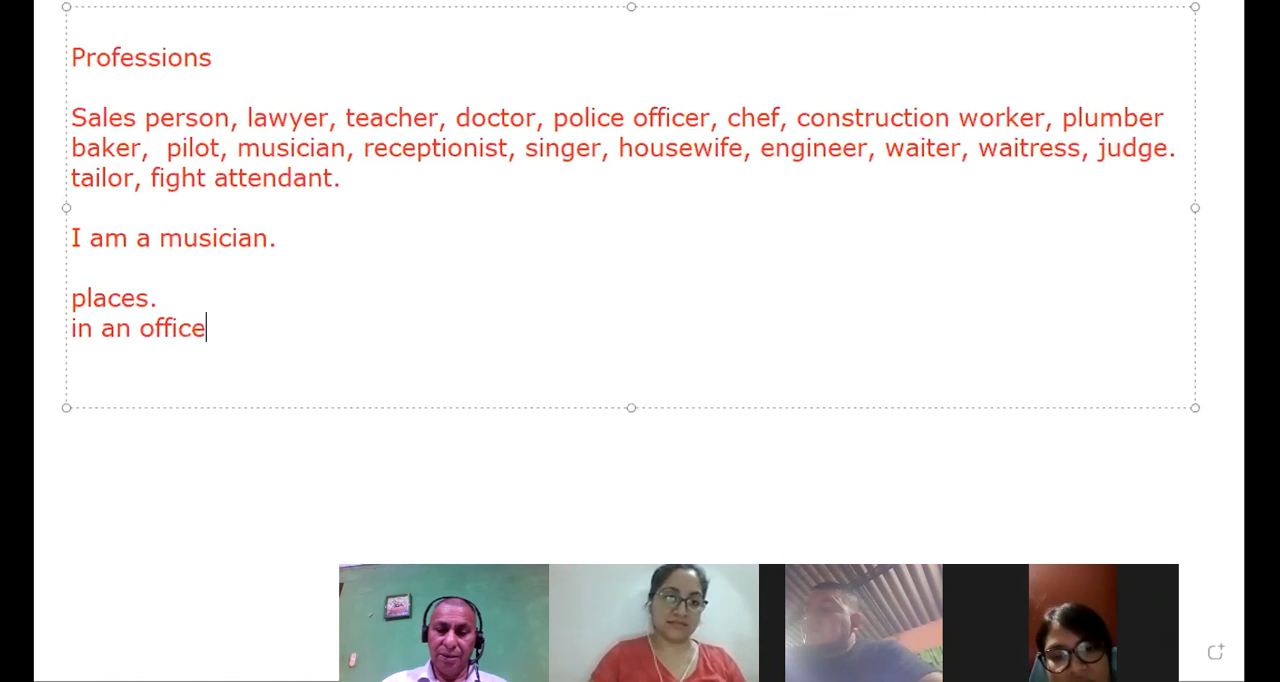 Professions
Sales person, lawyer, teacher, doctor, police officer, chef, construction worker, plumber
baker,  pilot, musician, receptionist, singer, housewife, engineer, waiter, waitress, judge.
tailor, fight attendant.
I am a musician.
places.
in an office